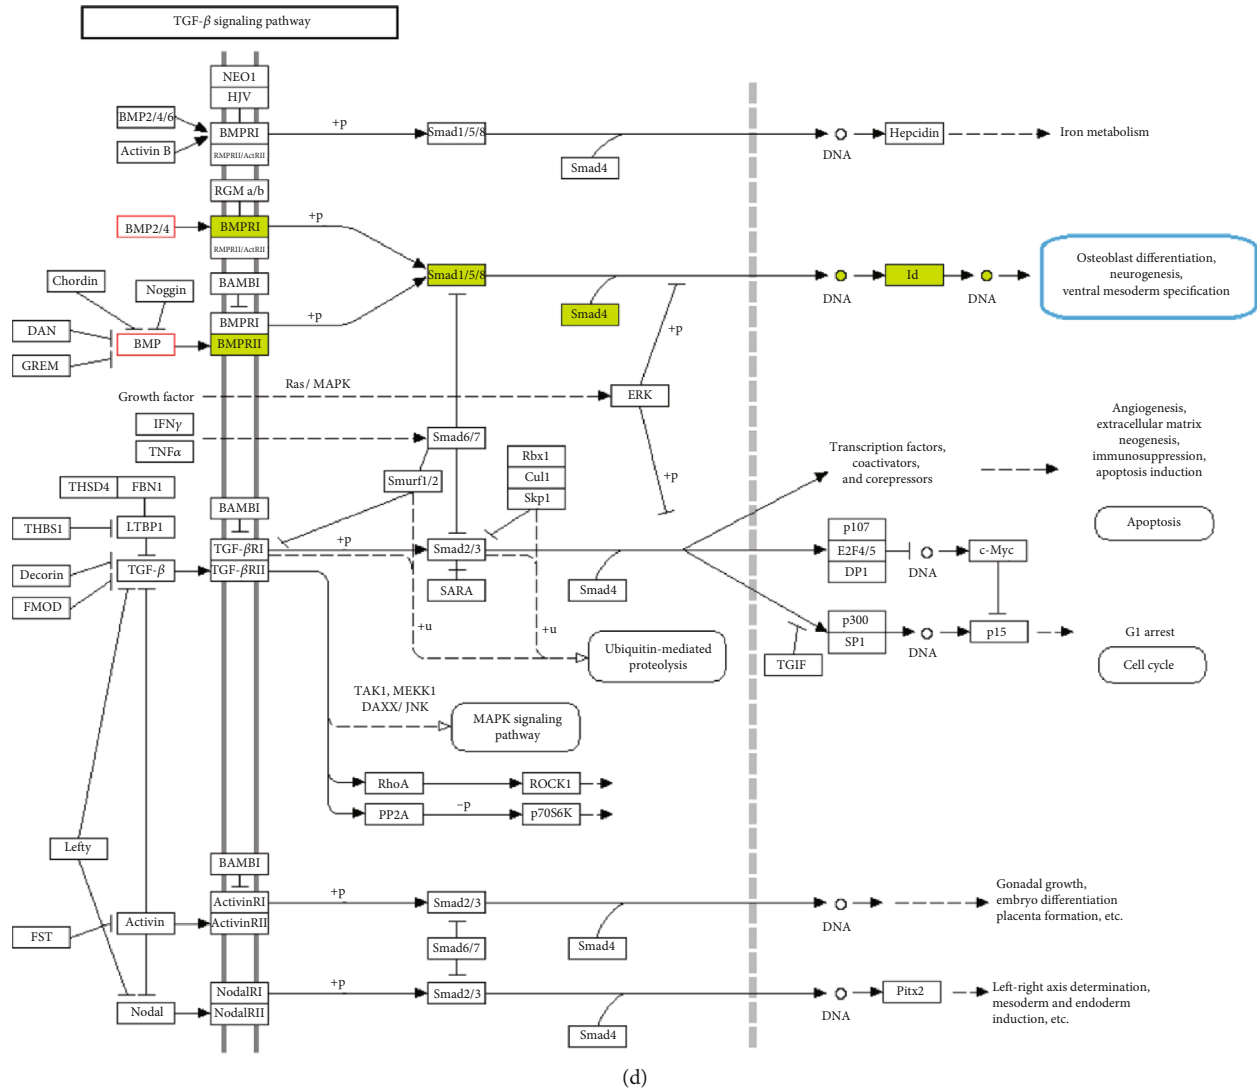 TGF-β signaling pathway
NEO1
HJV
BMP2/4/6
Activin B
BMPRI
RMPRII/ActRII
+p
Smad1/5/8
Smad4
DNA
Hepcidin
Iron metabolism
RGM a/b
BMP2/4
BMPRI
RMPRII/ActRII
+p
Smad1/5/8
Smad4
DNA
Id
DNA
Osteoblast differentiation,
neurogenesis,
ventral mesoderm specification
Chordin
Noggin
BAMBI
DAN
GREM
BMP
BMPRI
BMPRII
+p
+p
Growth factor
Ras/ MAPK
ERK
IFNγ
TNFα
Smad6/7
Smurf1/2
Rbx1
Cul1
Skp1
+p
Transcription factors,
coactivators,
and corepressors
Angiogenesis,
extracellular matrix
neogenesis,
immunosuppression,
apoptosis induction
Apoptosis
THSD4
FBN1
THBS1
LTBP1
BAMBI
Decorin
FMOD
TGF-β
TGF-βRI
TGF-βRII
+p
Smad2/3
SARA
Smad4
p107
E2F4/5
DP1
DNA
c-Myc
p300
SP1
DNA
p15
G1 arrest
Cell cycle
TGIF
+u
+u
Ubiquitin-mediated
proteolysis
TAK1, MEKK1
DAXX/ JNK
MAPK signaling
pathway
RhoA
ROCK1
PP2A
–p
p70S6K
Lefty
BAMBI
FST
Activin
ActivinRI
ActivinRII
+p
Smad2/3
Smad4
DNA
Gonadal growth,
embryo differentiation
placenta formation, etc.
Smad6/7
Nodal
NodalRI
NodalRII
+p
Smad2/3
Smad4
DNA
Pitx2
Left-right axis determination,
mesoderm and endoderm
induction, etc.
(d)